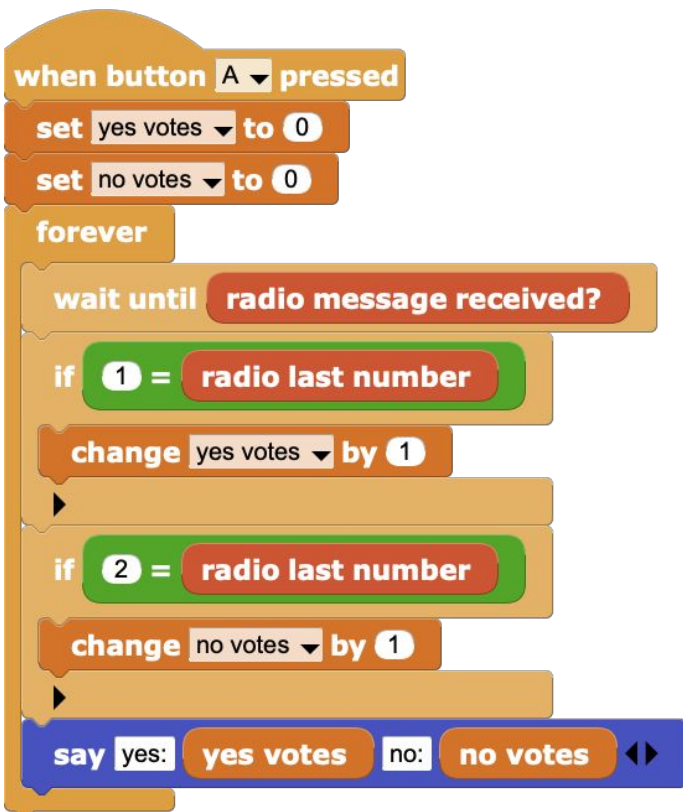 when button A pressed
set yes votes to 0
set no votes to 0
forever
wait until radio message received?
if 1 = radio last number
change yes votes by 1
if 2 = radio last number
change no votes by 1
say yes: yes votes no: no votes